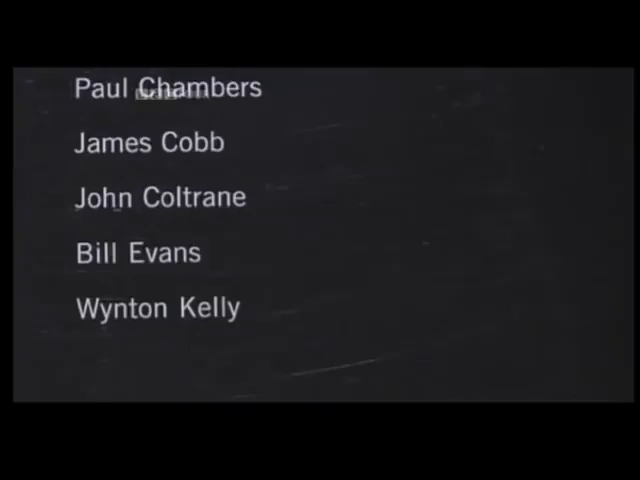 Paul Chambers
James Cobb
John Coltrane
Bill Evans
Wynton Kelly